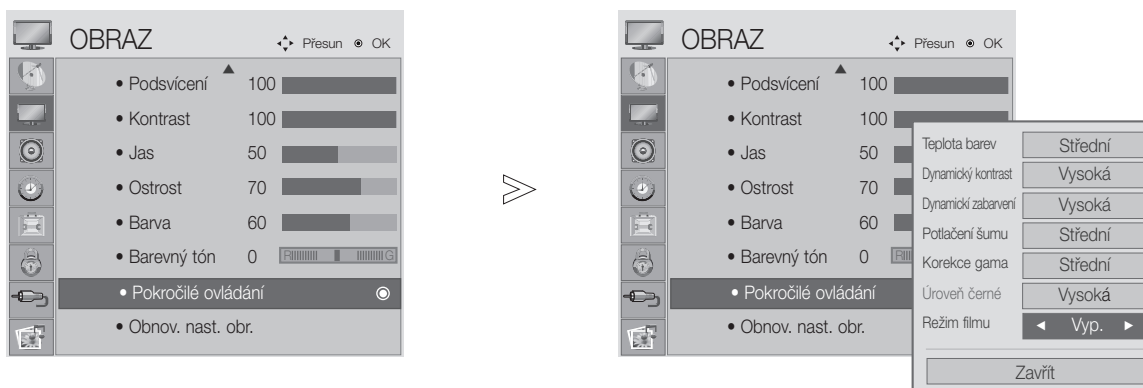 OBRAZ Přesun OK
• Podsvícení 100
• Kontrast 100
• Jas 50
• Ostrost 70
• Barva 60
• Barevný tón 0 R G
• Pokročilé ovládání
• Obnov. nast. obr.
OBRAZ Přesun OK
• Podsvícení 100
• Kontrast 100
• Jas 50
• Ostrost 70
• Barva 60
• Barevný tón 0 R
• Pokročilé ovládání
• Obnov. nast. obr.
Teplota barev Střední
Dynamický kontrast Vysoká
Dynamickí zabarvení Vysoká
Potlačení šumu Střední
Korekce gama Střední
Úroveň černé Vysoká
Režim filmu ◄ Vyp. ►
Zavřít